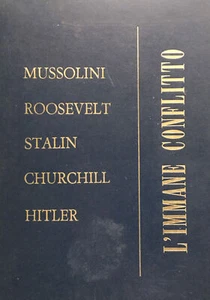 MUSSOLINI
ROOSEVELT
STALIN
CHURCHILL
HITLER
L'IMMANE CONFLITTO